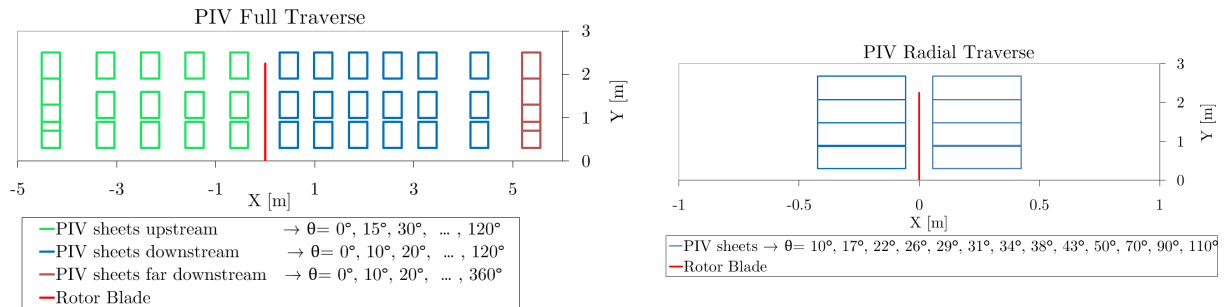 PIV Full Traverse
3
2
1
0
Y [m]
-5
-3
-1
1
3
5
X [m]
PIV sheets upstream → θ= 0°, 15°, 30°, ... , 120°
PIV sheets downstream → θ= 0°, 10°, 20°, ... , 120°
PIV sheets far downstream → θ= 0°, 10°, 20°, ... , 360°
Rotor Blade
PIV Radial Traverse
3
2
1
0
Y [m]
-1
-0.5
0
0.5
1
X [m]
PIV sheets → θ= 10°, 17°, 22°, 26°, 29°, 31°, 34°, 38°, 43°, 50°, 70°, 90°, 110°
Rotor Blade